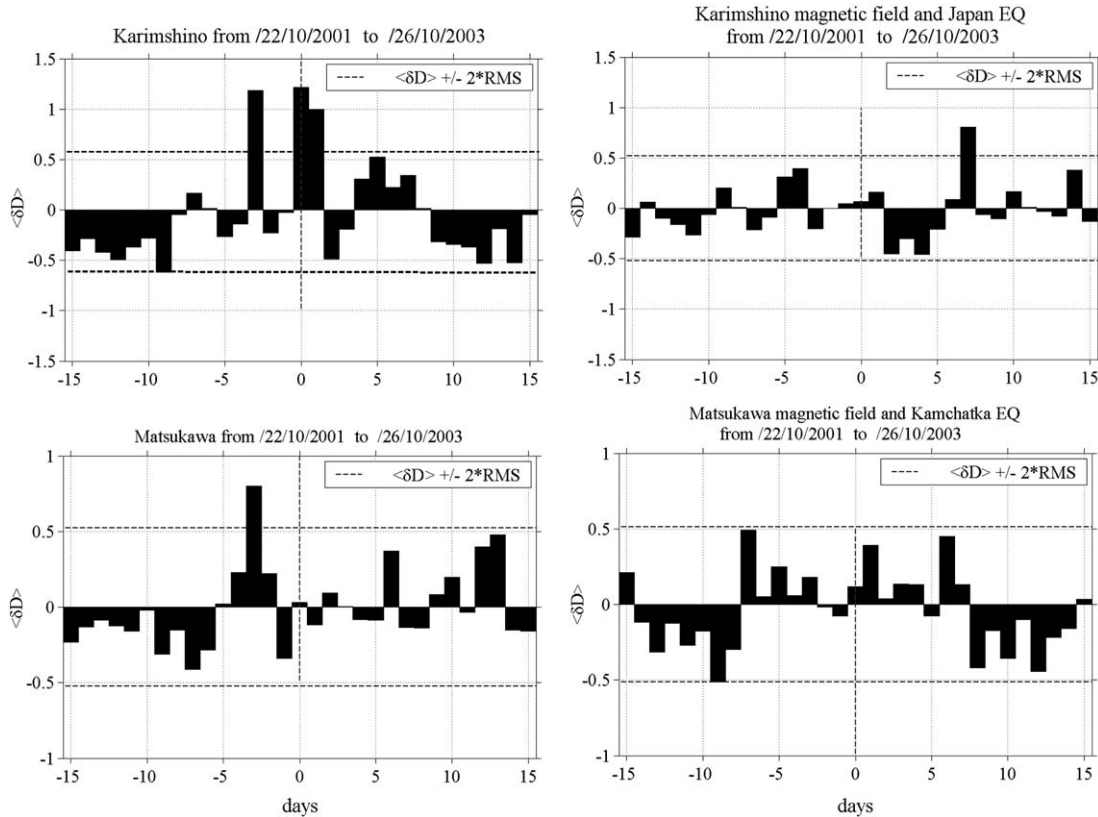 Karimshino from /22/10/2001 to /26/10/2003
<δD> +/- 2*RMS
1.5
1
0.5
0
-0.5
-1
1.5
<δD>
-15 -10 -5 0 5 10 15
Karimshino magnetic field and Japan EQ
from /22/10/2001 to /26/10/2003
<δD> +/- 2*RMS
1.5
1
0.5
0
-0.5
-1
-1.5
<δD>
-15 -10 -5 0 5 10 15
Matsukawa from /22/10/2001 to /26/10/2003
<δD> +/- 2*RMS
1
0.5
0
-0.5
-1
<δD>
-15 -10 -5 0 5 10 15
days
Matsukawa magnetic field and Kamchatka EQ
from /22/10/2001 to /26/10/2003
<δD> +/- 2*RMS
1
0.5
0
-0.5
-1
<δD>
-15 -10 -5 0 5 10 15
days